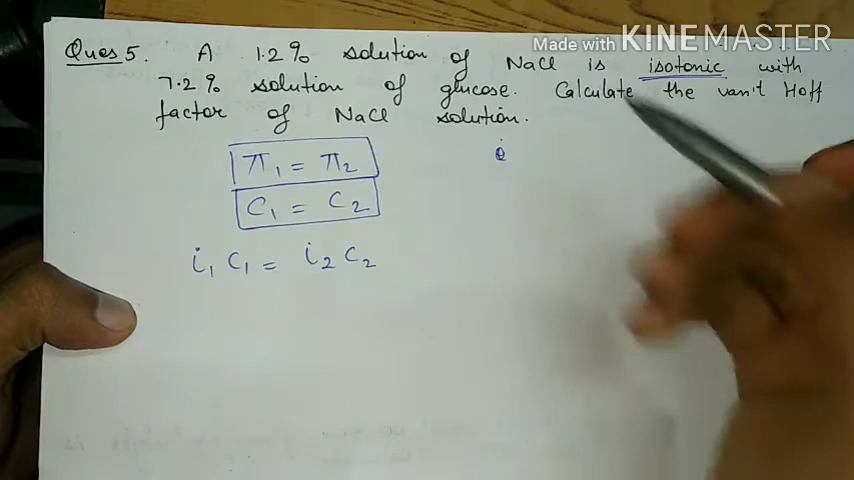 Made with KINEMASTER
Ques 5. A 1.2% solution of NaCl is isotonic with
7.2% solution of glucose. Calculate the van't Hoff
factor of NaCl solution.
π₁ = π₂
C₁ = C₂
i₁ C₁ = i₂ C₂